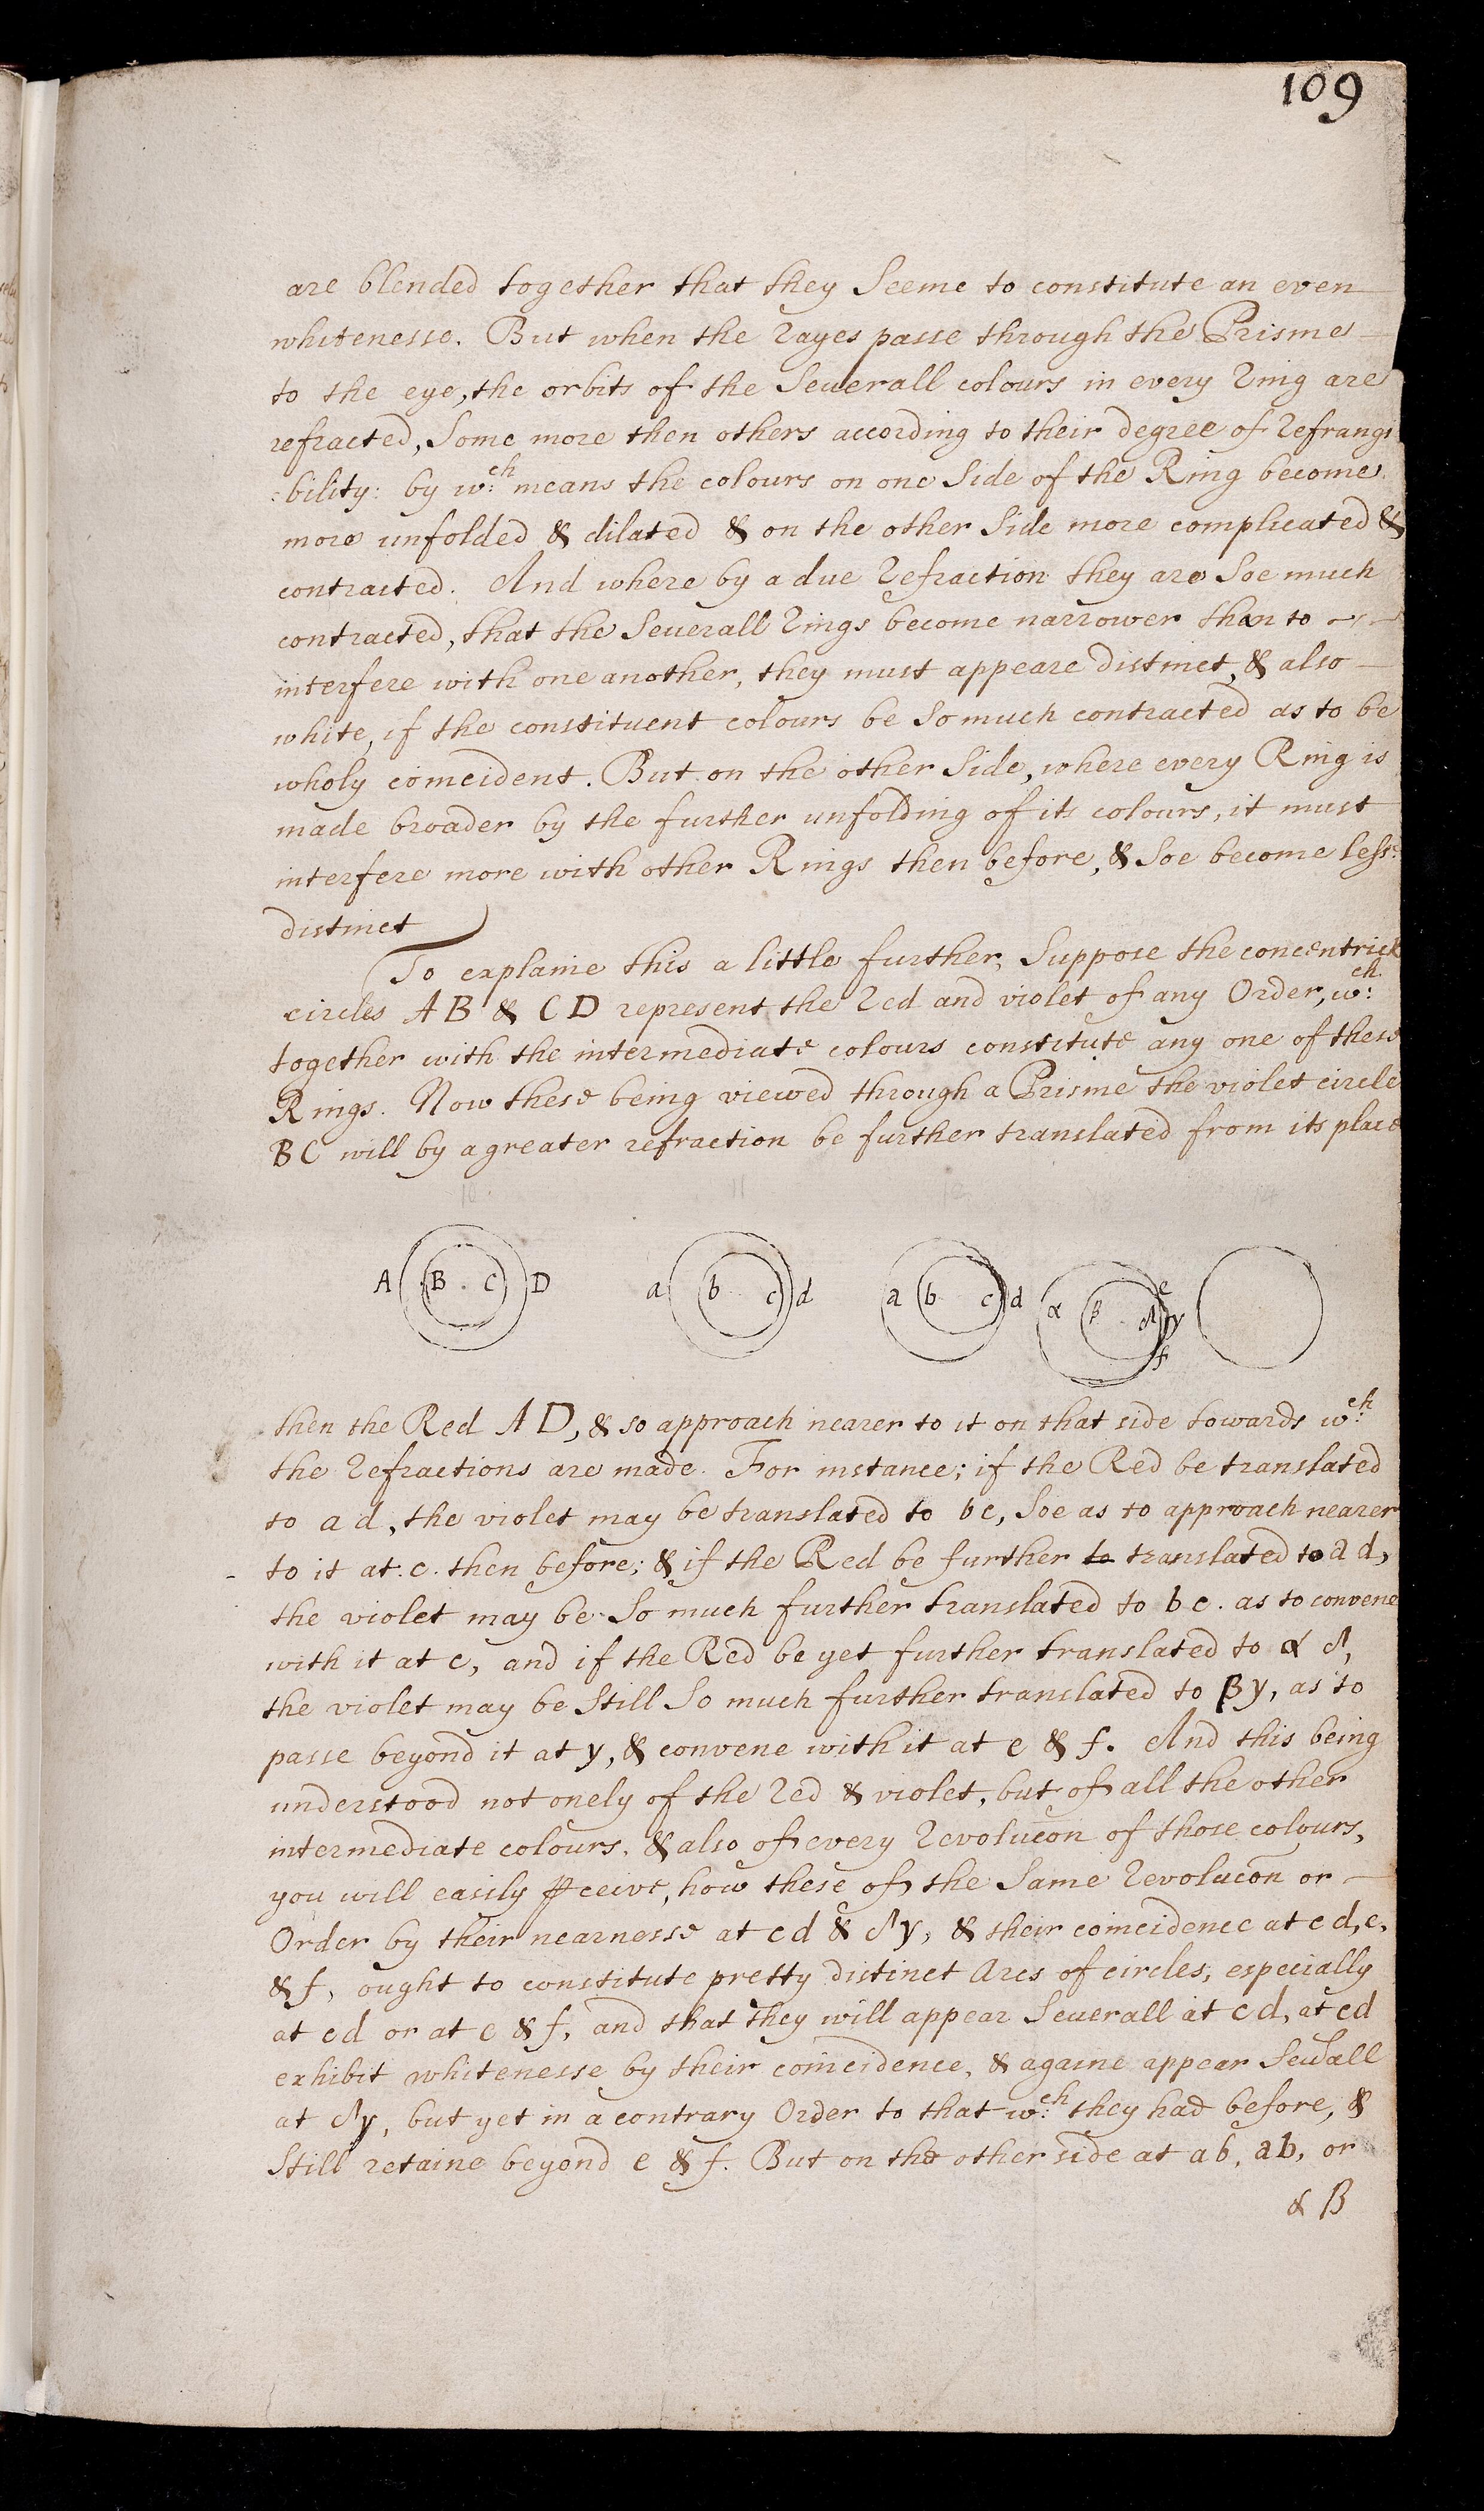 109
are blended together that they Seeme to constitute an even
whitenesse. But when the rayes passe through the Prisme
to the eye, the orbits of the Severall colours in every ring are
refracted, Some more then others according to their degree of refrangi
:bility: by w:ch means the colours on one Side of the Ring become
more unfolded & dilated & on the other Side more complicated &
contracted. And where by a due refraction they are Soe much
contracted, that the Severall rings become narrower than to
interfere with one another, they must appeare distinct, & also
white, if the constituent colours be So much contracted as to be
wholy coincident. But on the other Side, where every Ring is
made broader by the further unfolding of its colours, it must
interfere more with other Rings then before, & Soe become less:
distinct
To explaine this a little further, Suppose the concentrick
circles AB & CD represent the red and violet of any Order, w:ch
together with the intermediate colours constitute any one of these
Rings. Now these being viewed through a Prisme the violet circle
BC will by a greater refraction be further translated from its place
10 11 12
A B C D a b c d a b c d α β δ e γ f
then the Red AD, & so approach nearer to it on that side towards w:ch
the refractions are made. For instance; if the Red be translated
to a d, the violet may be translated to bc, Soe as to approach nearer
to it at .c. then before; & if the Red be further to translated to a d,
the violet may be So much further translated to b c. as to convene
with it at c, and if the Red be yet further translated to α δ,
the violet may be Still So much further translated to βγ, as to
passe beyond it at γ, & convene with it at e & f. And this being
understood not onely of the red & violet, but of all the other
intermediate colours, & also of every revolucōn of those colours,
you will easily ꝑceive, how these of the Same revolucōn or
Order by their nearnesse at cd & δγ, & their coincidence at cd, e,
& f, ought to constitute pretty distinct Arcs of circles, especially
at cd or at e & f, and that they will appear Severall at cd, at cd
exhibit whitenesse by their coincidence, & againe appear Sevall
at δγ, but yet in a contrary Order to that w:ch they had before, &
Still retaine beyond e & f. But on the other side at ab, ab, or
α β